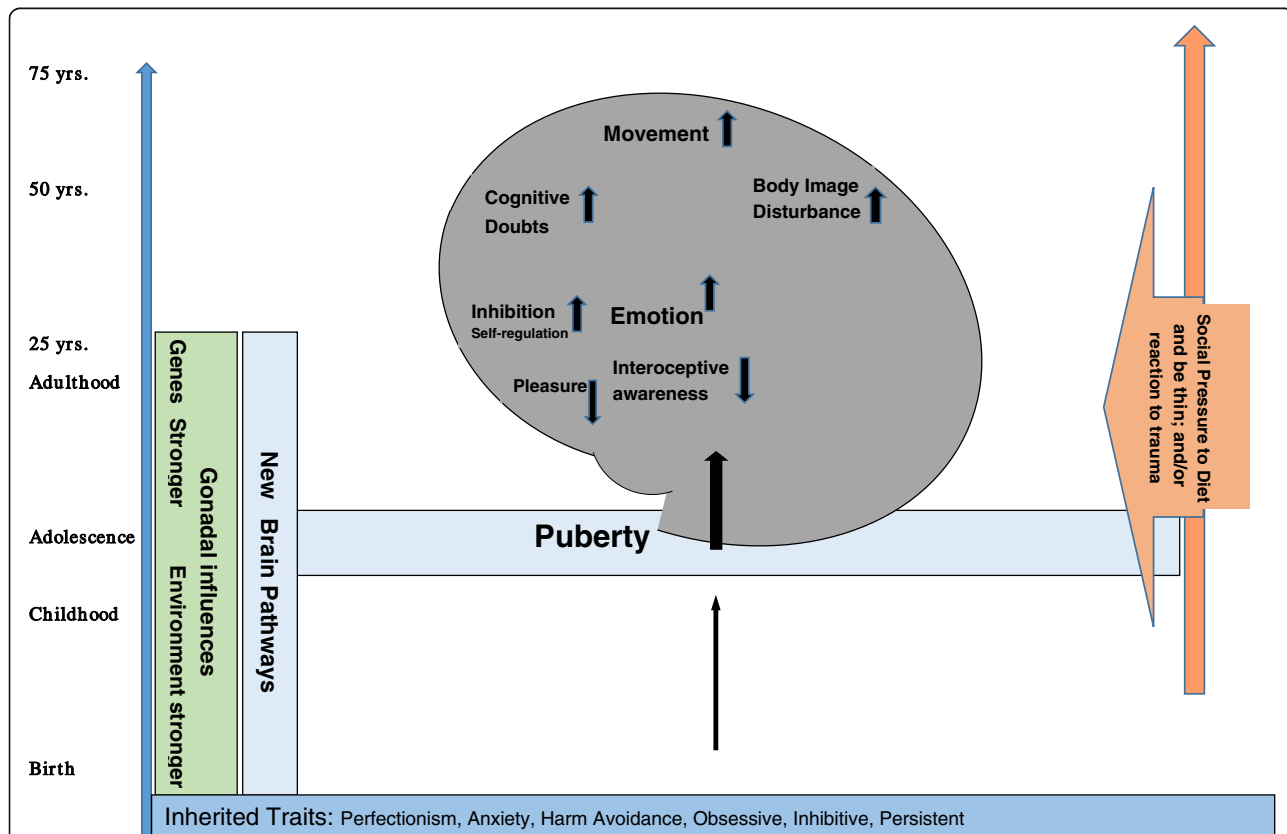 75 yrs.
50 yrs.
25 yrs.
Adulthood
Adolescence
Childhood
Birth
Genes Stronger Environment stronger
Gonadal influences
New Brain Pathways
Movement
Cognitive
Doubts
Body Image
Disturbance
Inhibition
Self-regulation
Emotion
Pleasure
Interoceptive
awareness
Puberty
Social Pressure to Diet
and be thin; and/or
reaction to trauma
Inherited Traits: Perfectionism, Anxiety, Harm Avoidance, Obsessive, Inhibitive, Persistent